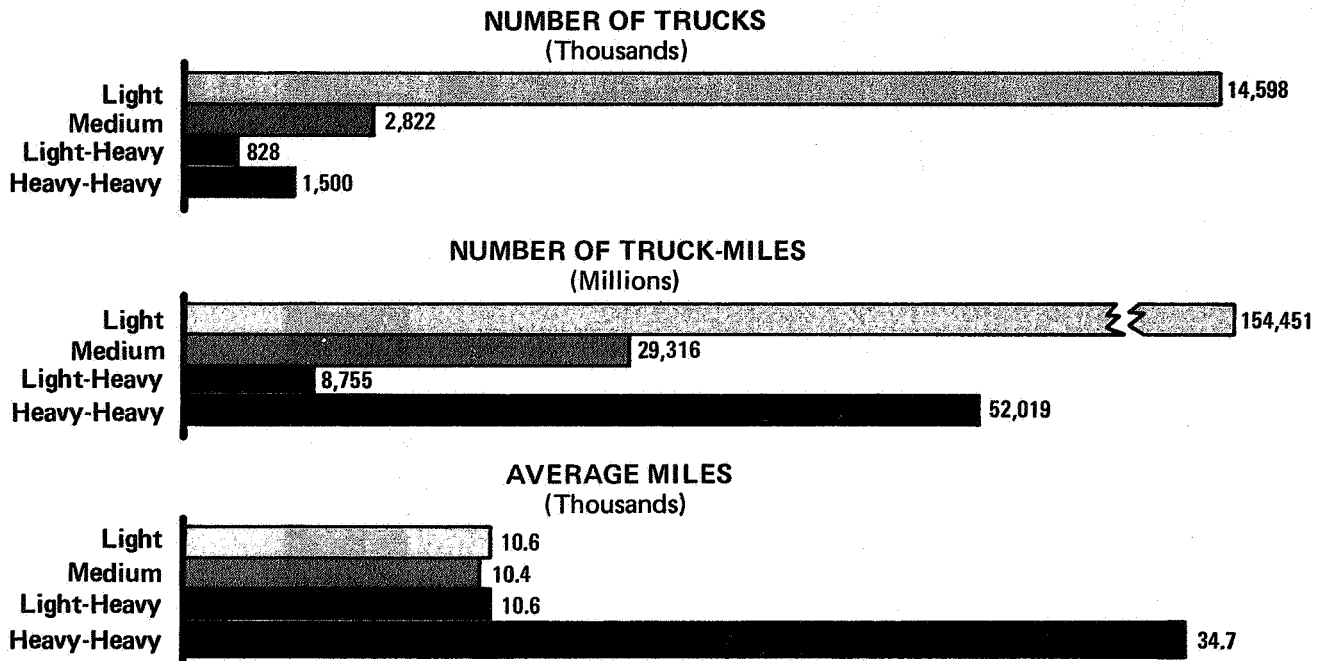 NUMBER OF TRUCKS
(Thousands)
Light 14,598
Medium 2,822
Light-Heavy 828
Heavy-Heavy 1,500
NUMBER OF TRUCK-MILES
(Millions)
Light 154,451
Medium 29,316
Light-Heavy 8,755
Heavy-Heavy 52,019
AVERAGE MILES
(Thousands)
Light 10.6
Medium 10.4
Light-Heavy 10.6
Heavy-Heavy 34.7